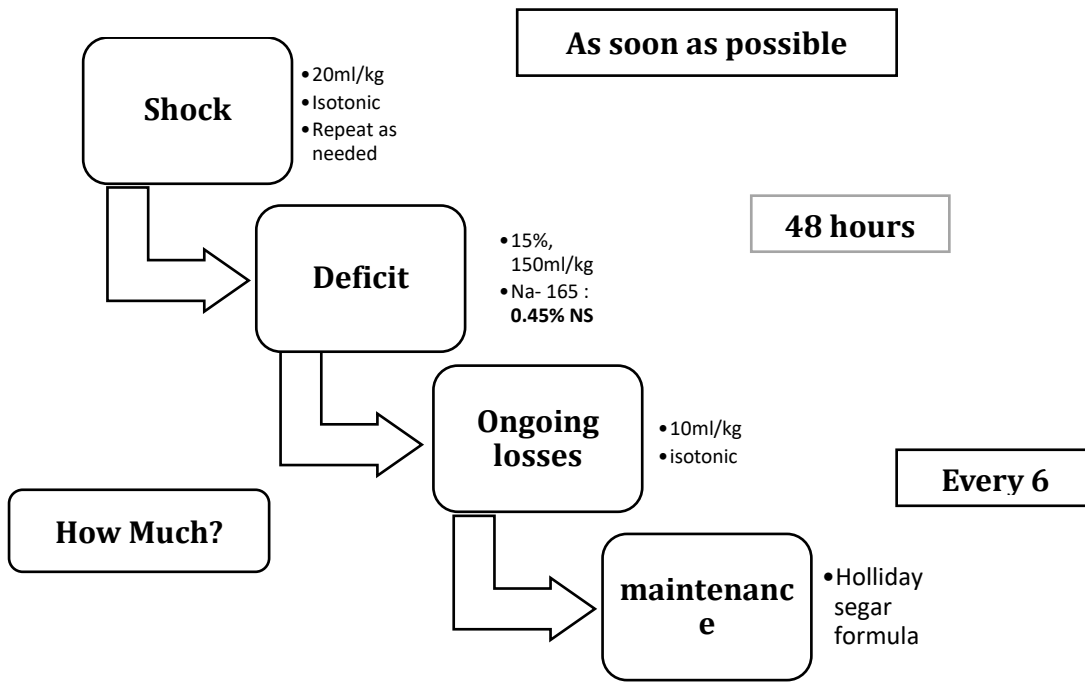 As soon as possible
Shock
•20ml/kg
•Isotonic
•Repeat as
needed
48 hours
Deficit
•15%,
150ml/kg
•Na- 165 :
0.45% NS
Ongoing
losses
•10ml/kg
•isotonic
Every 6
How Much?
maintenanc
e
•Holliday
segar
formula